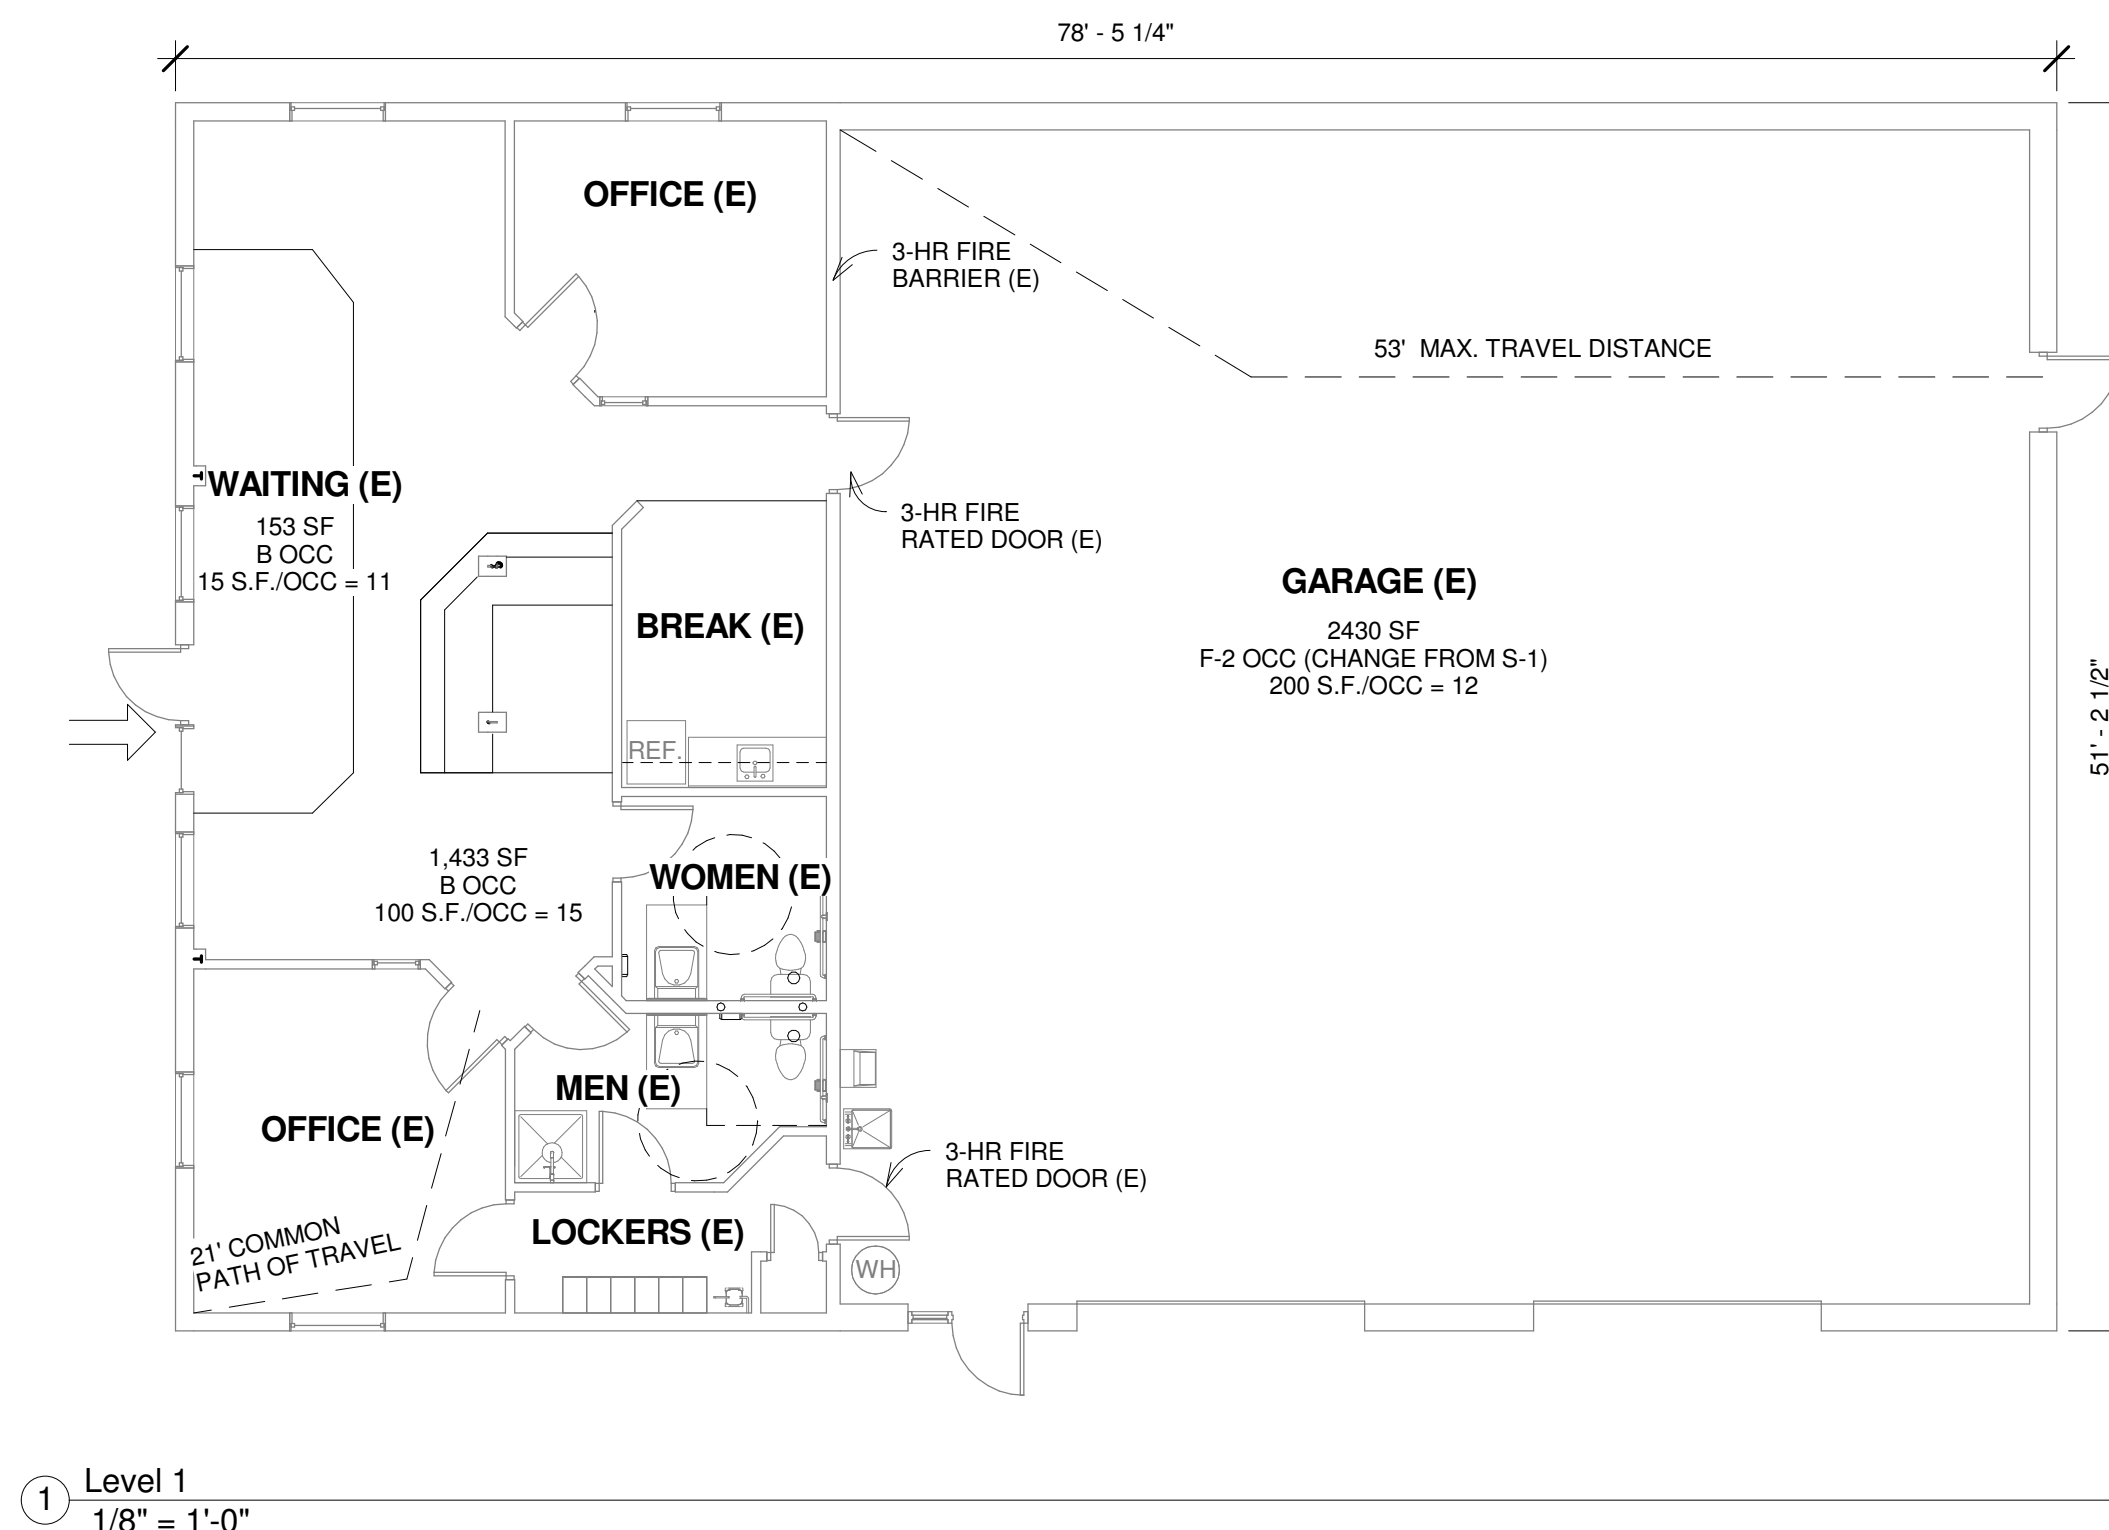 78' - 5 1/4"
OFFICE (E)
3-HR FIRE
BARRIER (E)
53' MAX. TRAVEL DISTANCE
WAITING (E)
153 SF
B OCC
15 S.F./OCC = 11
3-HR FIRE
RATED DOOR (E)
BREAK (E)
GARAGE (E)
2430 SF
F-2 OCC (CHANGE FROM S-1)
200 S.F./OCC = 12
51' - 2 1/2"
REF.
1,433 SF
B OCC
100 S.F./OCC = 15
WOMEN (E)
MEN (E)
OFFICE (E)
3-HR FIRE
RATED DOOR (E)
21' COMMON
PATH OF TRAVEL
LOCKERS (E)
WH
1 Level 1
1/8" = 1'-0"